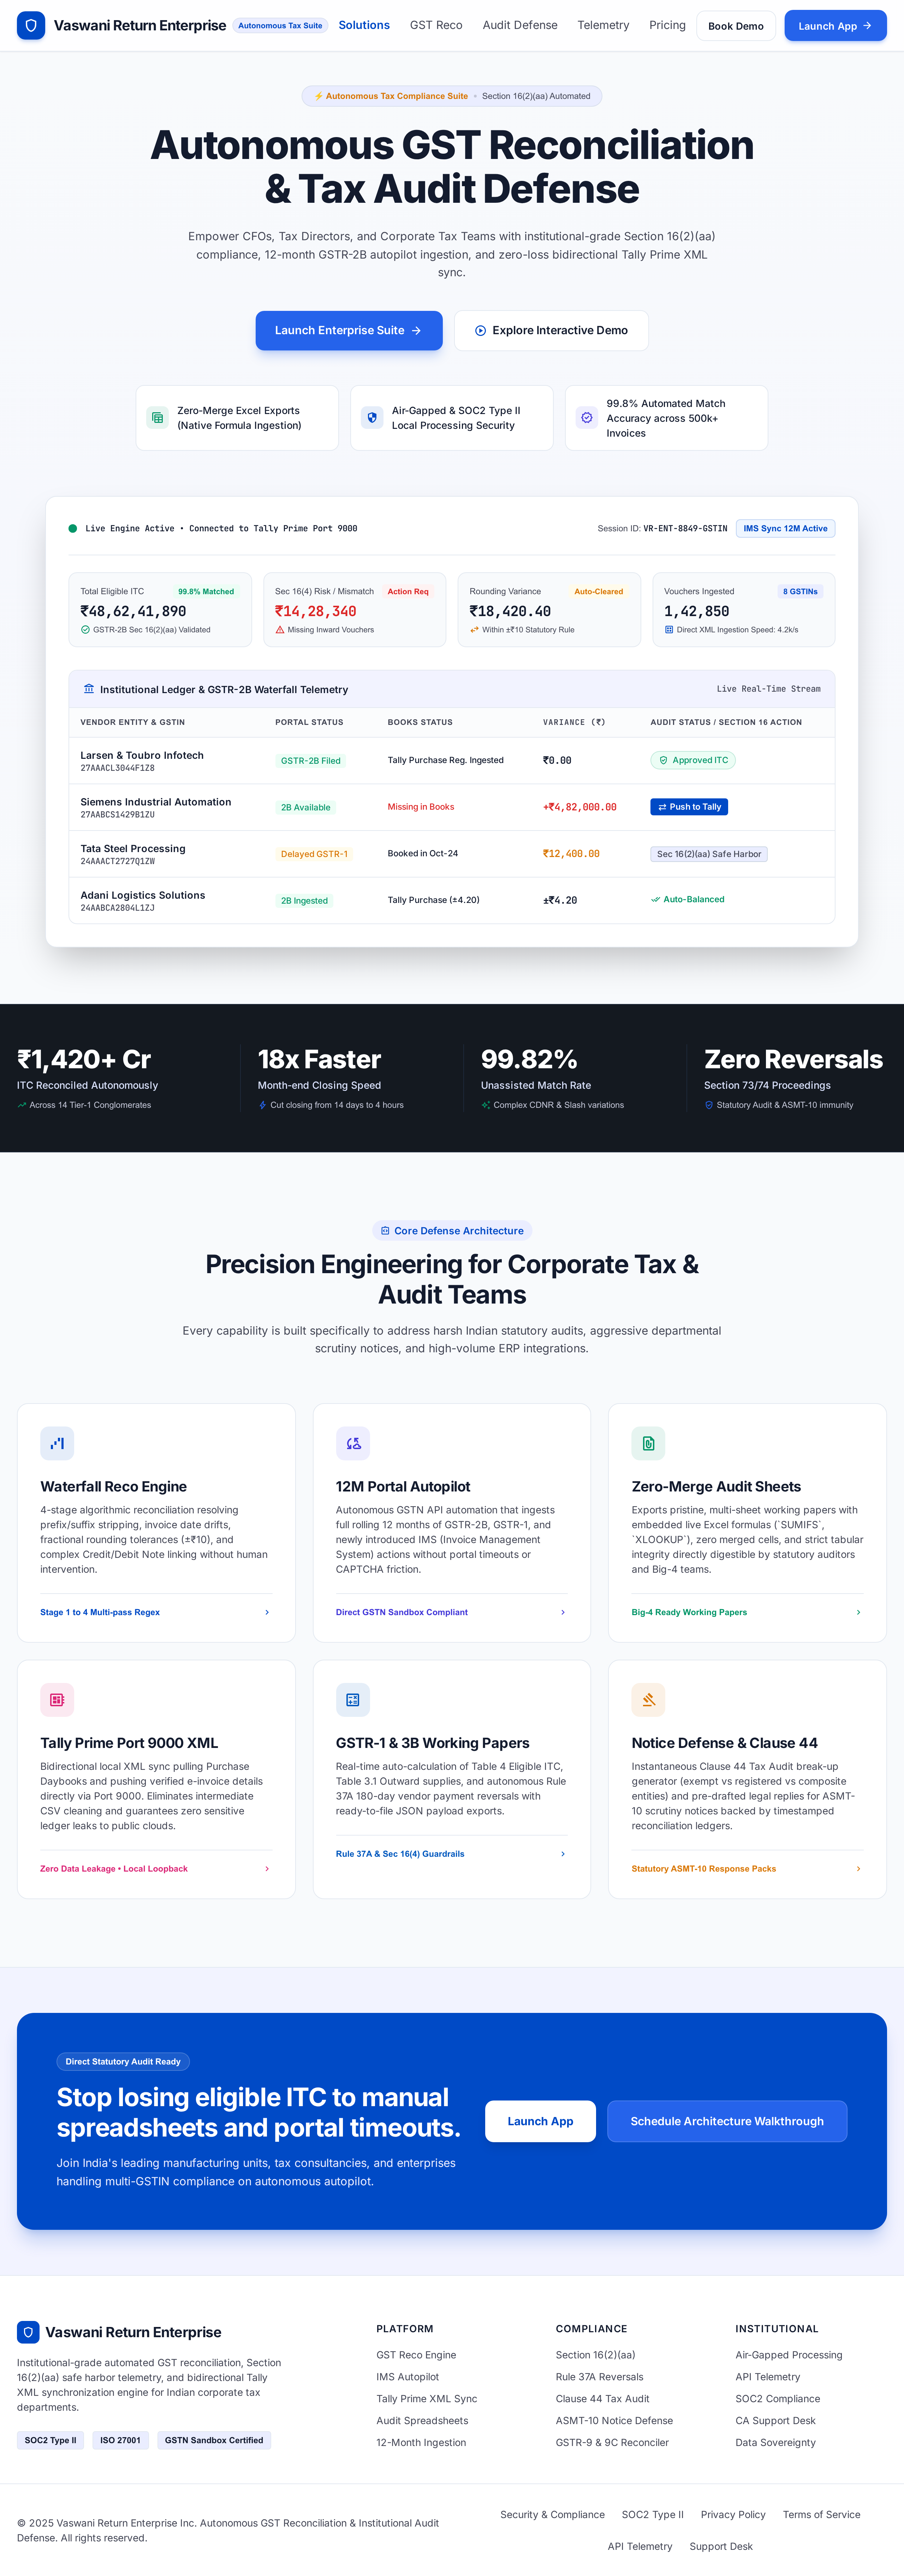 Vaswani Return Enterprise
Autonomous Tax Suite
Solutions
GST Reco
Audit Defense
Telemetry
Pricing
Book Demo
Launch App →
⚡ Autonomous Tax Compliance Suite • Section 16(2)(aa) Automated
Autonomous GST Reconciliation
& Tax Audit Defense
Empower CFOs, Tax Directors, and Corporate Tax Teams with institutional-grade Section 16(2)(aa)
compliance, 12-month GSTR-2B autopilot ingestion, and zero-loss bidirectional Tally Prime XML
sync.
Launch Enterprise Suite →
Explore Interactive Demo
Zero-Merge Excel Exports
(Native Formula Ingestion)
Air-Gapped & SOC2 Type II
Local Processing Security
99.8% Automated Match
Accuracy across 500k+
Invoices
Live Engine Active • Connected to Tally Prime Port 9000
Session ID: VR-ENT-8849-GSTIN
IMS Sync 12M Active
Total Eligible ITC
99.8% Matched
₹48,62,41,890
GSTR-2B Sec 16(2)(aa) Validated
Sec 16(4) Risk / Mismatch
Action Req
₹14,28,340
Missing Inward Vouchers
Rounding Variance
Auto-Cleared
₹18,420.40
Within ±₹10 Statutory Rule
Vouchers Ingested
8 GSTINs
1,42,850
Direct XML Ingestion Speed: 4.2k/s
Institutional Ledger & GSTR-2B Waterfall Telemetry
Live Real-Time Stream
VENDOR ENTITY & GSTIN
PORTAL STATUS
BOOKS STATUS
VARIANCE (₹)
AUDIT STATUS / SECTION 16 ACTION
Larsen & Toubro Infotech
27AAACL3044F1Z8
GSTR-2B Filed
Tally Purchase Reg. Ingested
₹0.00
Approved ITC
Siemens Industrial Automation
27AABCS1429B1ZU
2B Available
Missing in Books
+₹4,82,000.00
Push to Tally
Tata Steel Processing
24AAACT2727Q1ZW
Delayed GSTR-1
Booked in Oct-24
₹12,400.00
Sec 16(2)(aa) Safe Harbor
Adani Logistics Solutions
24AABCA2804L1ZJ
2B Ingested
Tally Purchase (±4.20)
±₹4.20
Auto-Balanced
₹1,420+ Cr
ITC Reconciled Autonomously
Across 14 Tier-1 Conglomerates
18x Faster
Month-end Closing Speed
Cut closing from 14 days to 4 hours
99.82%
Unassisted Match Rate
Complex CDNR & Slash variations
Zero Reversals
Section 73/74 Proceedings
Statutory Audit & ASMT-10 immunity
Core Defense Architecture
Precision Engineering for Corporate Tax &
Audit Teams
Every capability is built specifically to address harsh Indian statutory audits, aggressive departmental
scrutiny notices, and high-volume ERP integrations.
Waterfall Reco Engine
4-stage algorithmic reconciliation resolving
prefix/suffix stripping, invoice date drifts,
fractional rounding tolerances (±₹10), and
complex Credit/Debit Note linking without human
intervention.
Stage 1 to 4 Multi-pass Regex
12M Portal Autopilot
Autonomous GSTN API automation that ingests
full rolling 12 months of GSTR-2B, GSTR-1, and
newly introduced IMS (Invoice Management
System) actions without portal timeouts or
CAPTCHA friction.
Direct GSTN Sandbox Compliant
Zero-Merge Audit Sheets
Exports pristine, multi-sheet working papers with
embedded live Excel formulas (`SUMIFS`,
`XLOOKUP`), zero merged cells, and strict tabular
integrity directly digestible by statutory auditors
and Big-4 teams.
Big-4 Ready Working Papers
Tally Prime Port 9000 XML
Bidirectional local XML sync pulling Purchase
Daybooks and pushing verified e-invoice details
directly via Port 9000. Eliminates intermediate
CSV cleaning and guarantees zero sensitive
ledger leaks to public clouds.
Zero Data Leakage • Local Loopback
GSTR-1 & 3B Working Papers
Real-time auto-calculation of Table 4 Eligible ITC,
Table 3.1 Outward supplies, and autonomous Rule
37A 180-day vendor payment reversals with
ready-to-file JSON payload exports.
Rule 37A & Sec 16(4) Guardrails
Notice Defense & Clause 44
Instantaneous Clause 44 Tax Audit break-up
generator (exempt vs registered vs composite
entities) and pre-drafted legal replies for ASMT-
10 scrutiny notices backed by timestamped
reconciliation ledgers.
Statutory ASMT-10 Response Packs
Direct Statutory Audit Ready
Stop losing eligible ITC to manual
spreadsheets and portal timeouts.
Join India's leading manufacturing units, tax consultancies, and enterprises
handling multi-GSTIN compliance on autonomous autopilot.
Launch App
Schedule Architecture Walkthrough
Vaswani Return Enterprise
Institutional-grade automated GST reconciliation, Section
16(2)(aa) safe harbor telemetry, and bidirectional Tally
XML synchronization engine for Indian corporate tax
departments.
SOC2 Type II
ISO 27001
GSTN Sandbox Certified
PLATFORM
GST Reco Engine
IMS Autopilot
Tally Prime XML Sync
Audit Spreadsheets
12-Month Ingestion
COMPLIANCE
Section 16(2)(aa)
Rule 37A Reversals
Clause 44 Tax Audit
ASMT-10 Notice Defense
GSTR-9 & 9C Reconciler
INSTITUTIONAL
Air-Gapped Processing
API Telemetry
SOC2 Compliance
CA Support Desk
Data Sovereignty
© 2025 Vaswani Return Enterprise Inc. Autonomous GST Reconciliation & Institutional Audit
Defense. All rights reserved.
Security & Compliance
SOC2 Type II
Privacy Policy
Terms of Service
API Telemetry
Support Desk